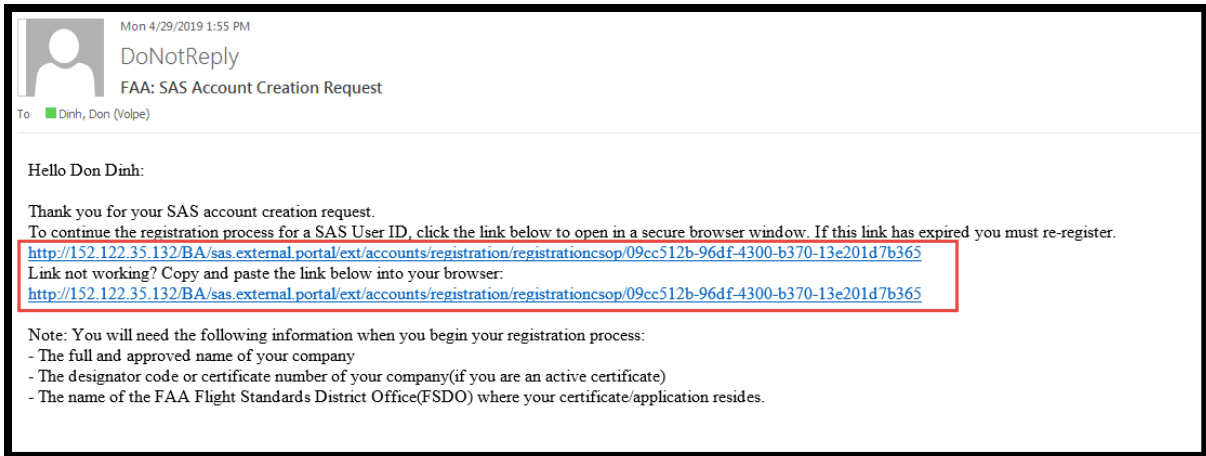 Mon 4/29/2019 1:55 PM
DoNotReply
FAA: SAS Account Creation Request
To Dinh, Don (Volpe)
Hello Don Dinh:
Thank you for your SAS account creation request.
To continue the registration process for a SAS User ID, click the link below to open in a secure browser window. If this link has expired you must re-register.
http://152.122.35.132/BA/sas.external.portal/ext/accounts/registration/registrationcsop/09cc512b-96df-4300-b370-13e201d7b365
Link not working? Copy and paste the link below into your browser:
http://152.122.35.132/BA/sas.external.portal/ext/accounts/registration/registrationcsop/09cc512b-96df-4300-b370-13e201d7b365
Note: You will need the following information when you begin your registration process:
- The full and approved name of your company
- The designator code or certificate number of your company(if you are an active certificate)
- The name of the FAA Flight Standards District Office(FSDO) where your certificate/application resides.